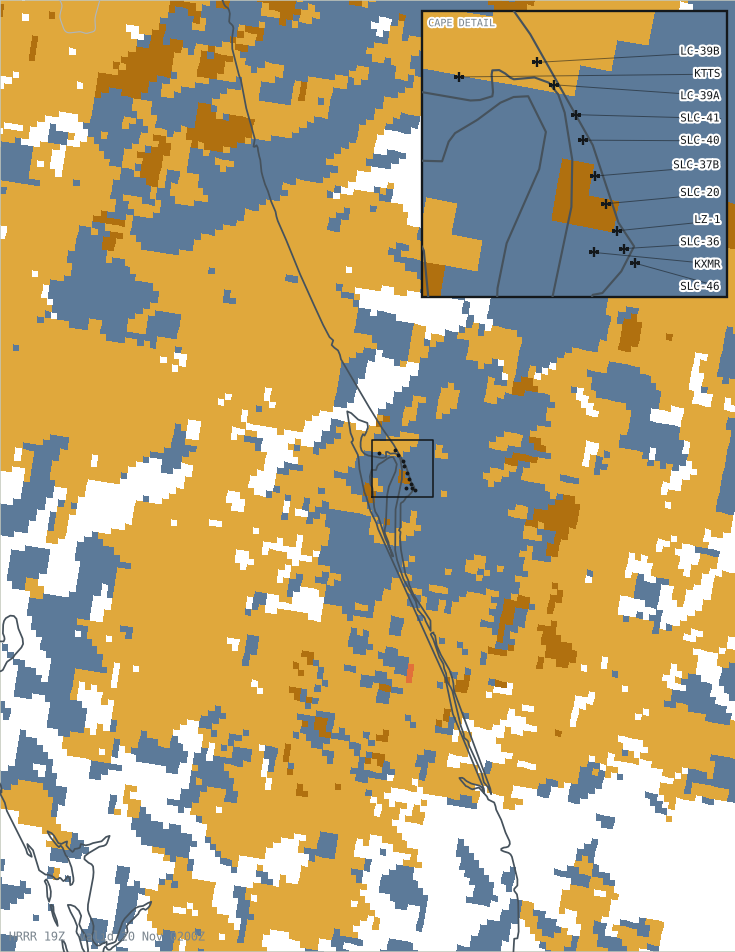 CAPE DETAIL
LC-39B
KTTS
LC-39A
SLC-41
SLC-40
SLC-37B
SLC-20
LZ-1
SLC-36
KXMR
SLC-46
HRRR 19Z
20 Nov 0200Z